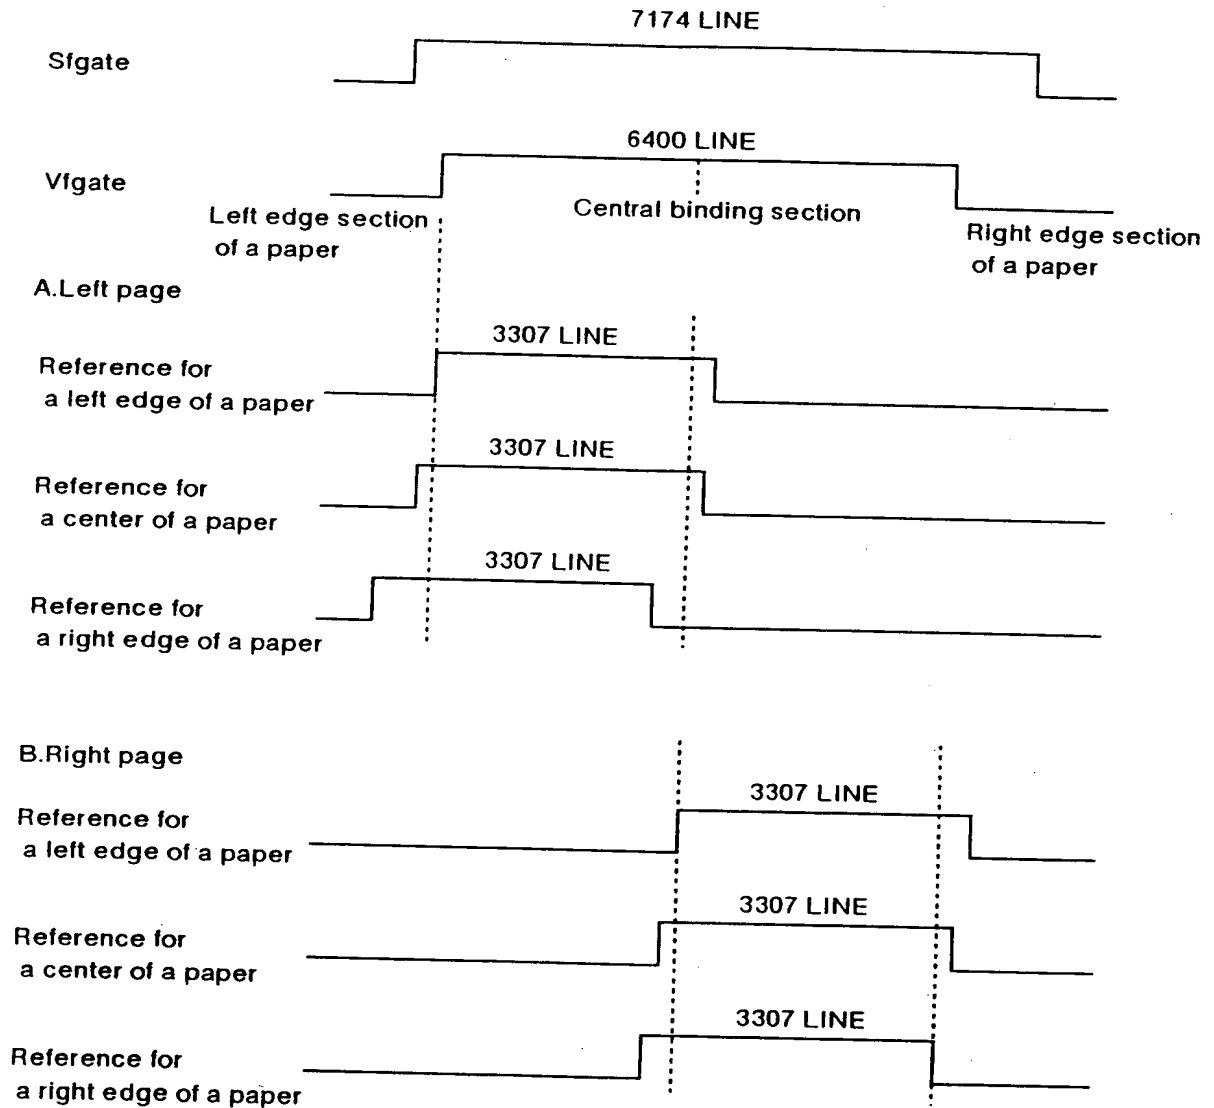 7174 LINE
Sfgate
6400 LINE
Vfgate
Left edge section
of a paper
Central binding section
Right edge section
of a paper
A.Left page
3307 LINE
Reference for
a left edge of a paper
3307 LINE
Reference for
a center of a paper
3307 LINE
Reference for
a right edge of a paper
B.Right page
3307 LINE
Reference for
a left edge of a paper
3307 LINE
Reference for
a center of a paper
3307 LINE
Reference for
a right edge of a paper